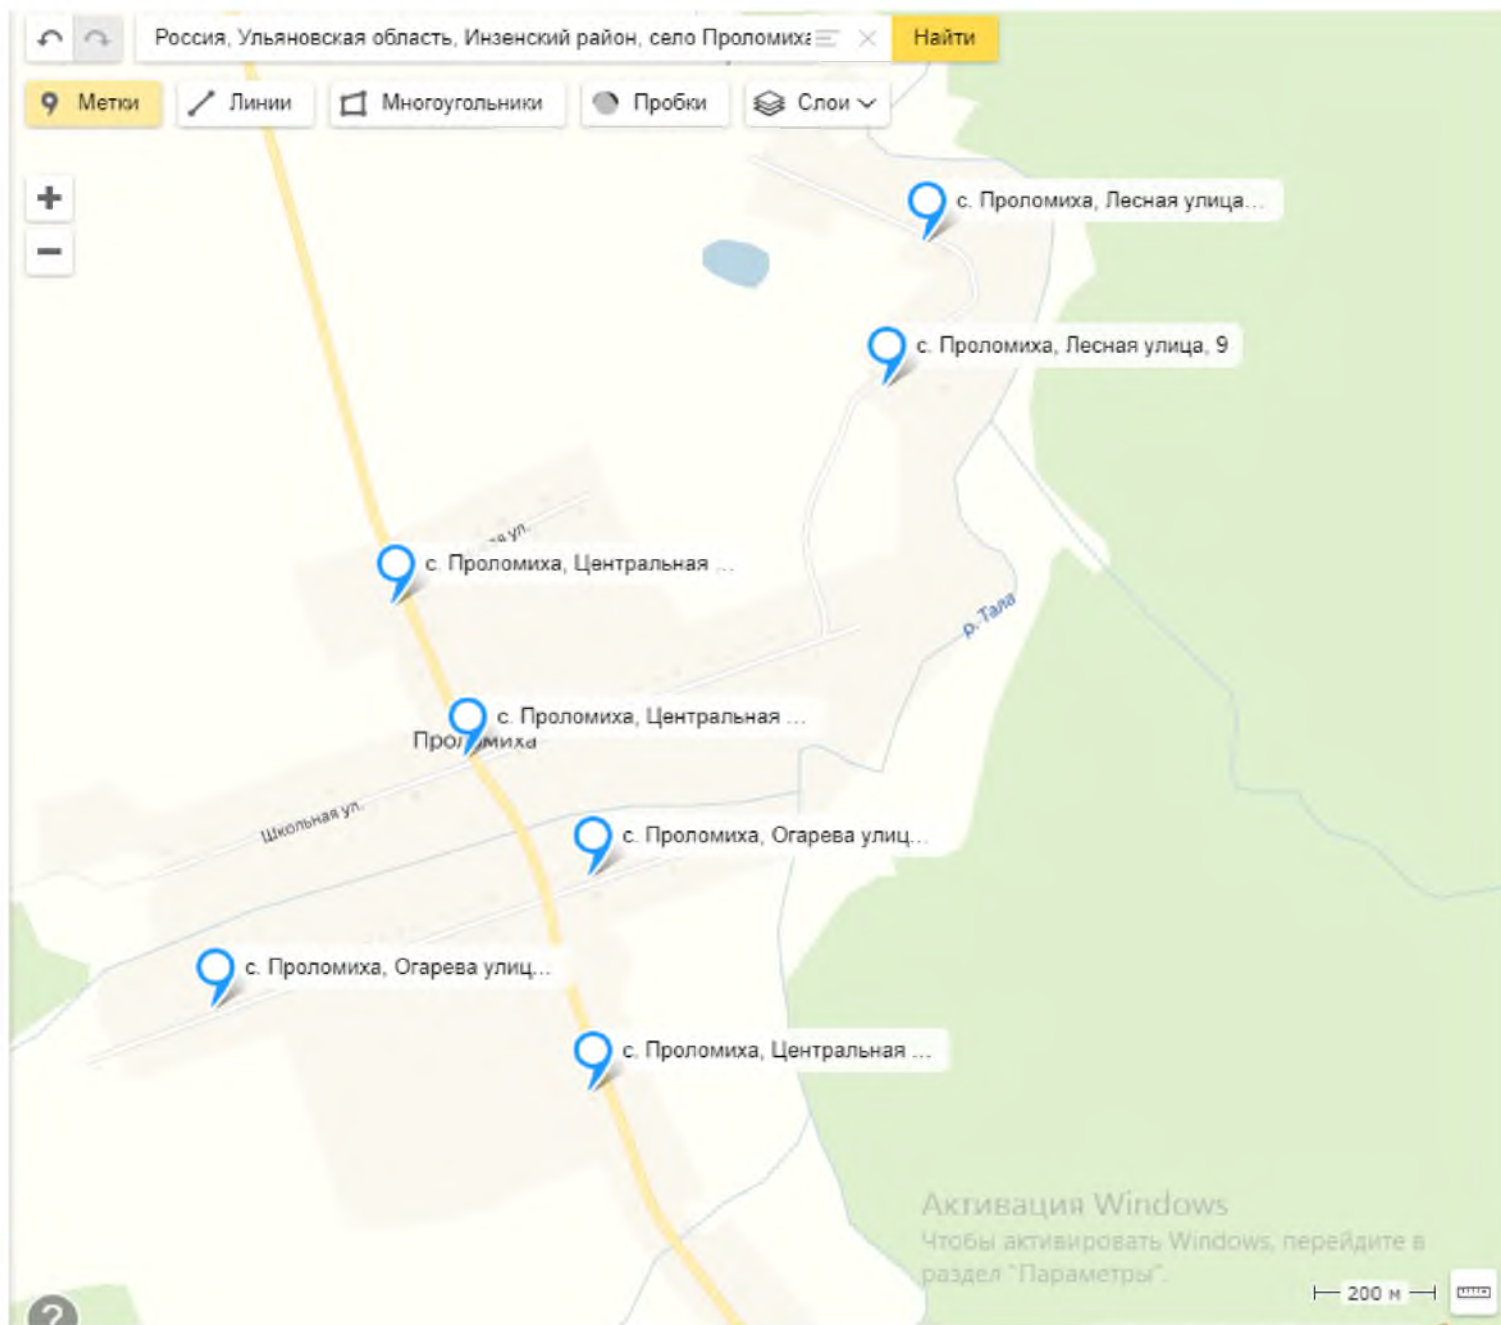 Россия, Ульяновская область, Инзенский район, село Проломиха
Найти
Метки
Линии
Многоугольники
Пробки
Слои
с. Проломиха, Лесная улица...
с. Проломиха, Лесная улица, 9
ул.
с. Проломиха, Центральная ...
р. Тала
с. Проломиха, Центральная ...
Проломиха
Школьная ул.
с. Проломиха, Огарева улиц...
с. Проломиха, Огарева улиц...
с. Проломиха, Центральная ...
Активация Windows
Чтобы активировать Windows, перейдите в
раздел "Параметры".
200 м
?